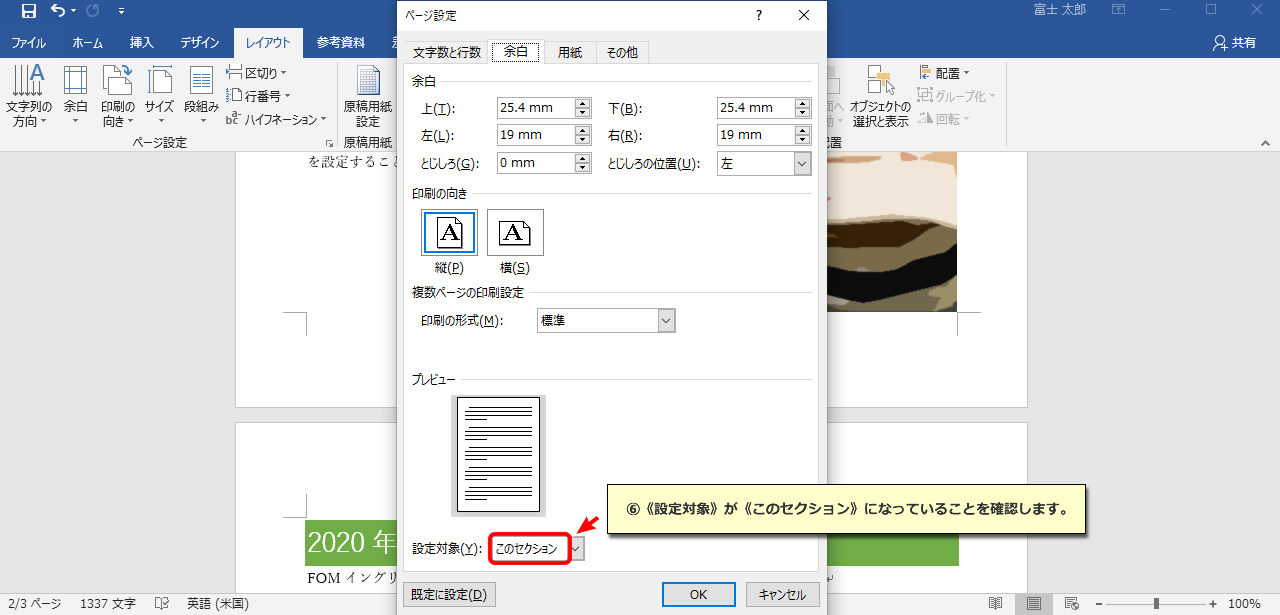 ページ設定
?
富士 太郎
ファイル
ホーム
挿入
デザイン
レイアウト
参考資料
共有
文字数と行数
余白
用紙
その他
文字列の
方向
余白
印刷の
向き
サイズ
段組み
区切り
行番号
ハイフネーション
原稿用紙
設定
ページ設定
原稿用紙
オブジェクトの
選択と表示
配置
グループ化
回転
配置
を設定すること
余白
上(T):
25.4 mm
下(B):
25.4 mm
左(L):
19 mm
右(R):
19 mm
とじしろ(G):
0 mm
とじしろの位置(U):
左
印刷の向き
A
A
縦(P)
横(S)
複数ページの印刷設定
印刷の形式(M):
標準
プレビュー
⑥《設定対象》が《このセクション》になっていることを確認します。
設定対象(Y):
このセクション
2020 年
FOM イングリ
既定に設定(D)
OK
キャンセル
2/3 ページ
1337 文字
英語 (米国)
100%